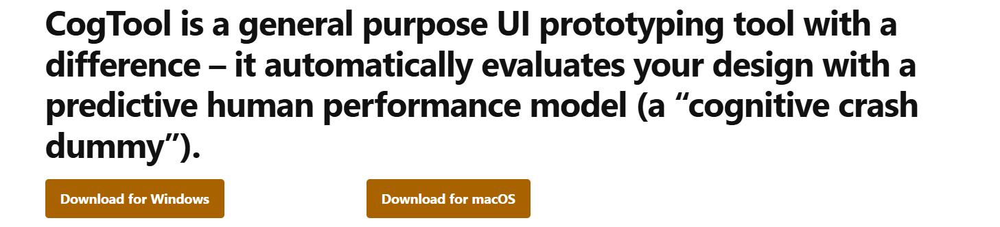 CogTool is a general purpose UI prototyping tool with a
difference – it automatically evaluates your design with a
predictive human performance model (a “cognitive crash
dummy”).
Download for Windows
Download for macOS